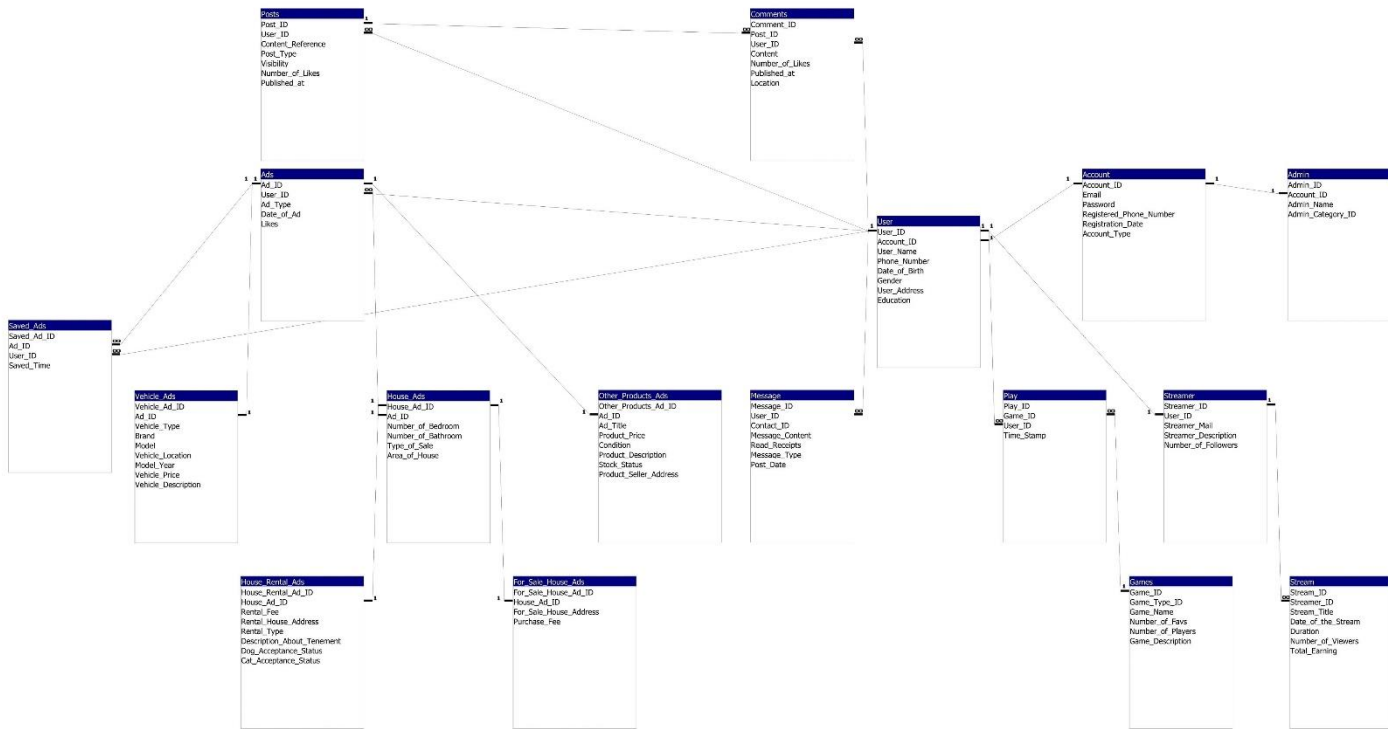 Posts
Post_ID
User_ID
Content_Reference
Post_Type
Visibility
Number_of_Likes
Published_at
Comments
Comment_ID
Post_ID
User_ID
Content
Number_of_Likes
Published_at
Location
Ads
Ad_ID
User_ID
Ad_Type
Date_of_Ad
Likes
User
User_ID
Account_ID
User_Name
Phone_Number
Date_of_Birth
Gender
User_Address
Education
Account
Account_ID
Email
Password
Registered_Phone_Number
Registration_Date
Account_Type
Admin
Admin_ID
Account_ID
Admin_Name
Admin_Category_ID
Saved_Ads
Saved_Ad_ID
Ad_ID
User_ID
Saved_Time
Vehicle_Ads
Vehicle_Ad_ID
Ad_ID
Vehicle_Type
Brand
Model
Vehicle_Location
Model_Year
Vehicle_Price
Vehicle_Description
House_Ads
House_Ad_ID
Ad_ID
Number_of_Bedroom
Number_of_Bathroom
Type_of_Sale
Area_of_House
Other_Products_Ads
Other_Products_Ad_ID
Ad_ID
Ad_Title
Product_Price
Condition
Product_Description
Stock_Status
Product_Seller_Address
Message
Message_ID
User_ID
Contact_ID
Message_Content
Read_Receipts
Message_Type
Post_Date
Play
Play_ID
Game_ID
User_ID
Time_Stamp
Streamer
Streamer_ID
User_ID
Streamer_Mail
Streamer_Description
Number_of_Followers
House_Rental_Ads
House_Rental_Ad_ID
House_Ad_ID
Rental_Fee
Rental_House_Address
Rental_Type
Description_About_Tenement
Dog_Acceptance_Status
Cat_Acceptance_Status
For_Sale_House_Ads
For_Sale_House_Ad_ID
House_Ad_ID
For_Sale_House_Address
Purchase_Fee
Games
Game_ID
Game_Type_ID
Game_Name
Number_of_Favs
Number_of_Players
Game_Description
Stream
Stream_ID
Streamer_ID
Stream_Title
Date_of_the_Stream
Duration
Number_of_Viewers
Total_Earning